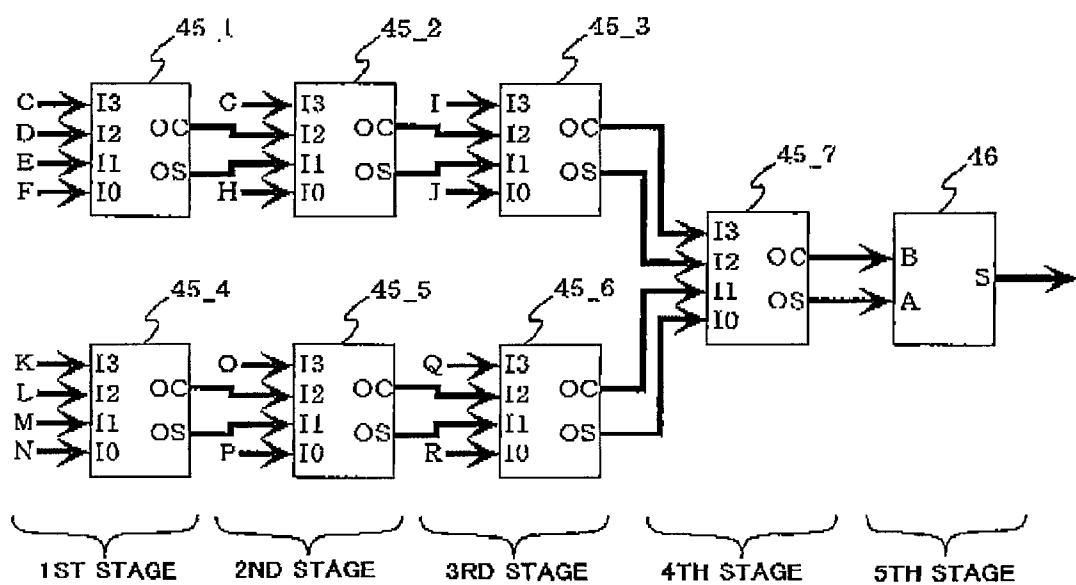 45_1
45_2
45_3
C I3
D I2 OC
E I1 OS
F I0
G I3
I2 OC
I1 OS
H I0
I I3
I2 OC
I1 OS
J I0
45_7
46
I3
I2 OC
I1 OS
I0
B
A
S
45_4
45_5
45_6
K I3
L I2 OC
M I1 OS
N I0
O I3
I2 OC
I1 OS
P I0
Q I3
I2 OC
I1 OS
R I0
1ST STAGE
2ND STAGE
3RD STAGE
4TH STAGE
5TH STAGE